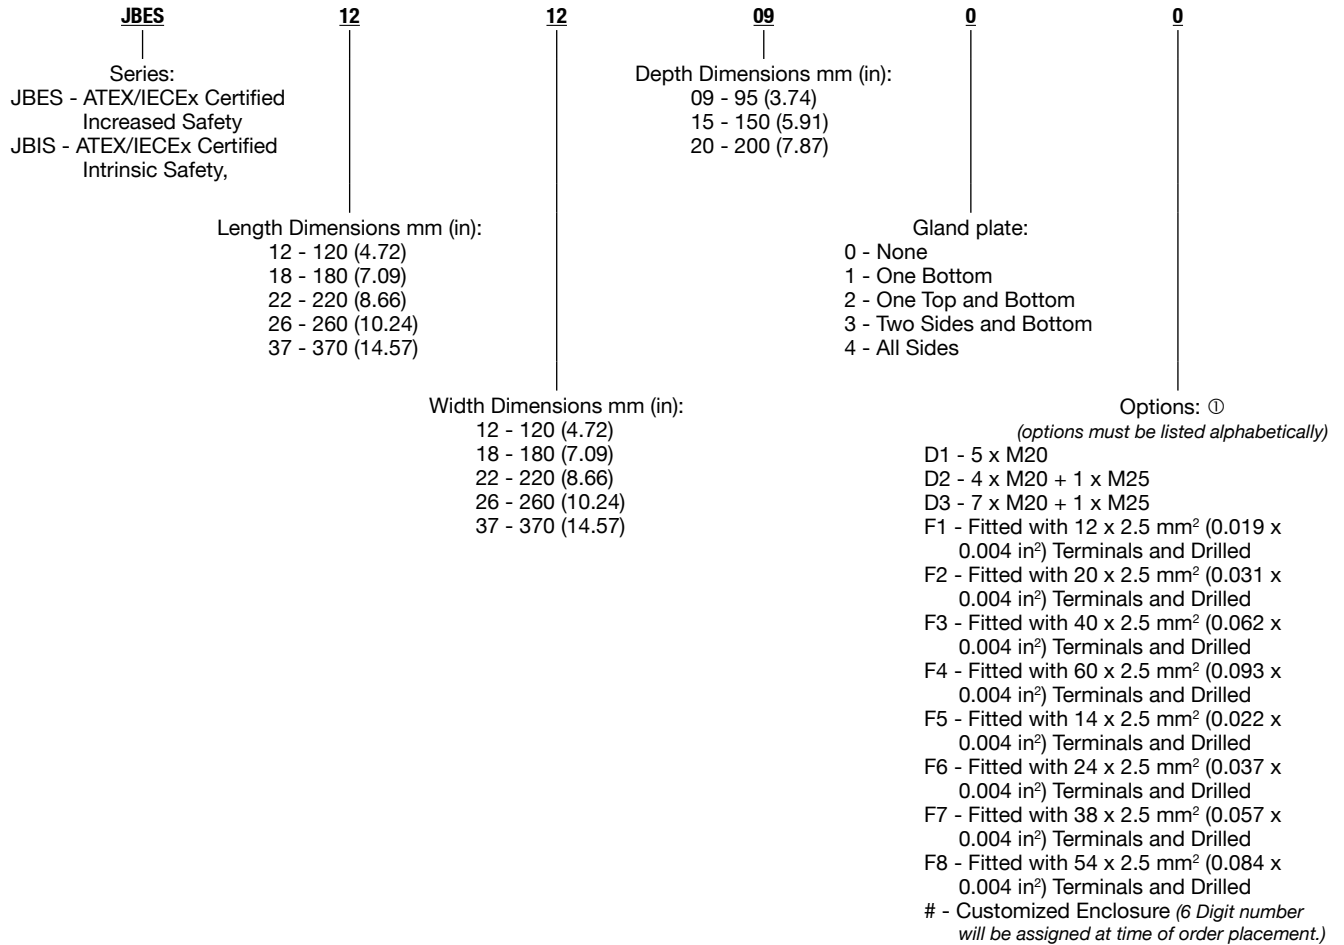 JBES 12 12 09 0 0
Series:
JBES - ATEX/IECEx Certified
Increased Safety
JBIS - ATEX/IECEx Certified
Intrinsic Safety,
Length Dimensions mm (in):
12 - 120 (4.72)
18 - 180 (7.09)
22 - 220 (8.66)
26 - 260 (10.24)
37 - 370 (14.57)
Width Dimensions mm (in):
12 - 120 (4.72)
18 - 180 (7.09)
22 - 220 (8.66)
26 - 260 (10.24)
37 - 370 (14.57)
Depth Dimensions mm (in):
09 - 95 (3.74)
15 - 150 (5.91)
20 - 200 (7.87)
Gland plate:
0 - None
1 - One Bottom
2 - One Top and Bottom
3 - Two Sides and Bottom
4 - All Sides
Options: ①
(options must be listed alphabetically)
D1 - 5 x M20
D2 - 4 x M20 + 1 x M25
D3 - 7 x M20 + 1 x M25
F1 - Fitted with 12 x 2.5 mm² (0.019 x
0.004 in²) Terminals and Drilled
F2 - Fitted with 20 x 2.5 mm² (0.031 x
0.004 in²) Terminals and Drilled
F3 - Fitted with 40 x 2.5 mm² (0.062 x
0.004 in²) Terminals and Drilled
F4 - Fitted with 60 x 2.5 mm² (0.093 x
0.004 in²) Terminals and Drilled
F5 - Fitted with 14 x 2.5 mm² (0.022 x
0.004 in²) Terminals and Drilled
F6 - Fitted with 24 x 2.5 mm² (0.037 x
0.004 in²) Terminals and Drilled
F7 - Fitted with 38 x 2.5 mm² (0.057 x
0.004 in²) Terminals and Drilled
F8 - Fitted with 54 x 2.5 mm² (0.084 x
0.004 in²) Terminals and Drilled
# - Customized Enclosure (6 Digit number
will be assigned at time of order placement.)